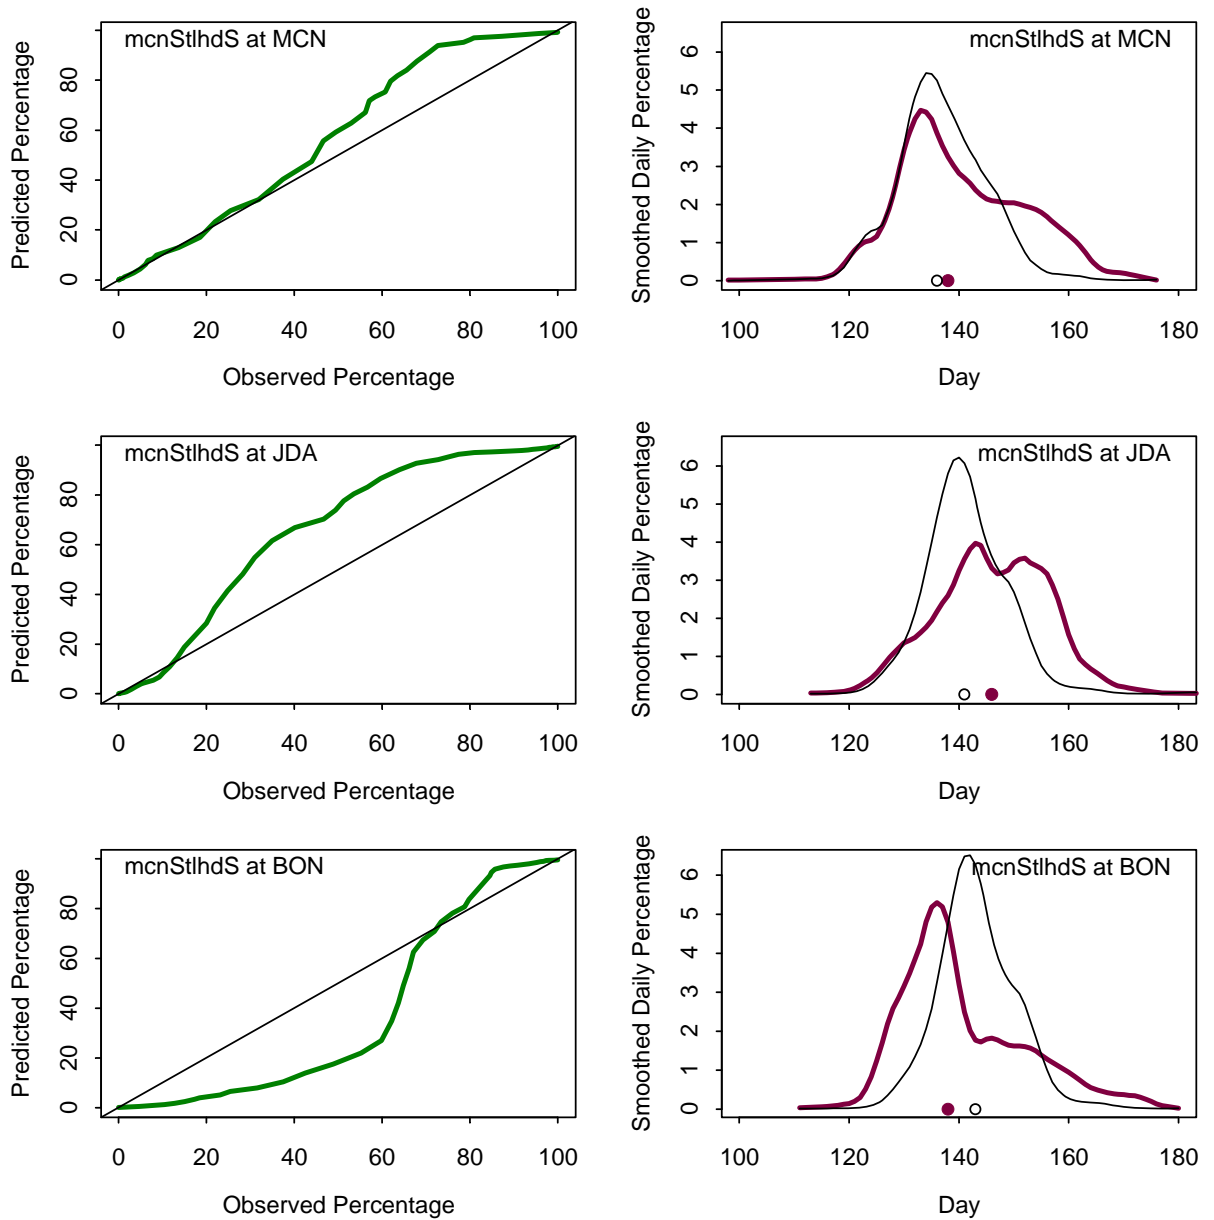 mcnStlhdS at MCN
Predicted Percentage
0 20 40 60 80
0 20 40 60 80 100
Observed Percentage
mcnStlhdS at MCN
Smoothed Daily Percentage
0 1 2 3 4 5 6
100 120 140 160 180
Day
mcnStlhdS at JDA
Predicted Percentage
0 20 40 60 80
0 20 40 60 80 100
Observed Percentage
mcnStlhdS at JDA
Smoothed Daily Percentage
0 1 2 3 4 5 6
100 120 140 160 180
Day
mcnStlhdS at BON
Predicted Percentage
0 20 40 60 80
0 20 40 60 80 100
Observed Percentage
mcnStlhdS at BON
Smoothed Daily Percentage
0 1 2 3 4 5 6
100 120 140 160 180
Day